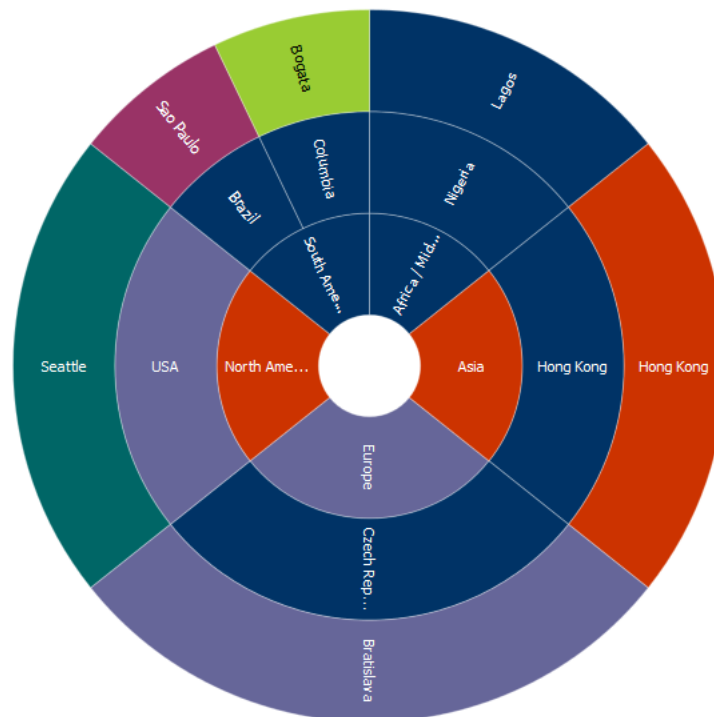 Bogata
Lagos
Sao Paulo
Columbia
Nigeria
Brazil
South Ame...
Africa / Mid...
Seattle
USA
North Ame...
Asia
Hong Kong
Hong Kong
Europe
Czech Rep...
Bratislava